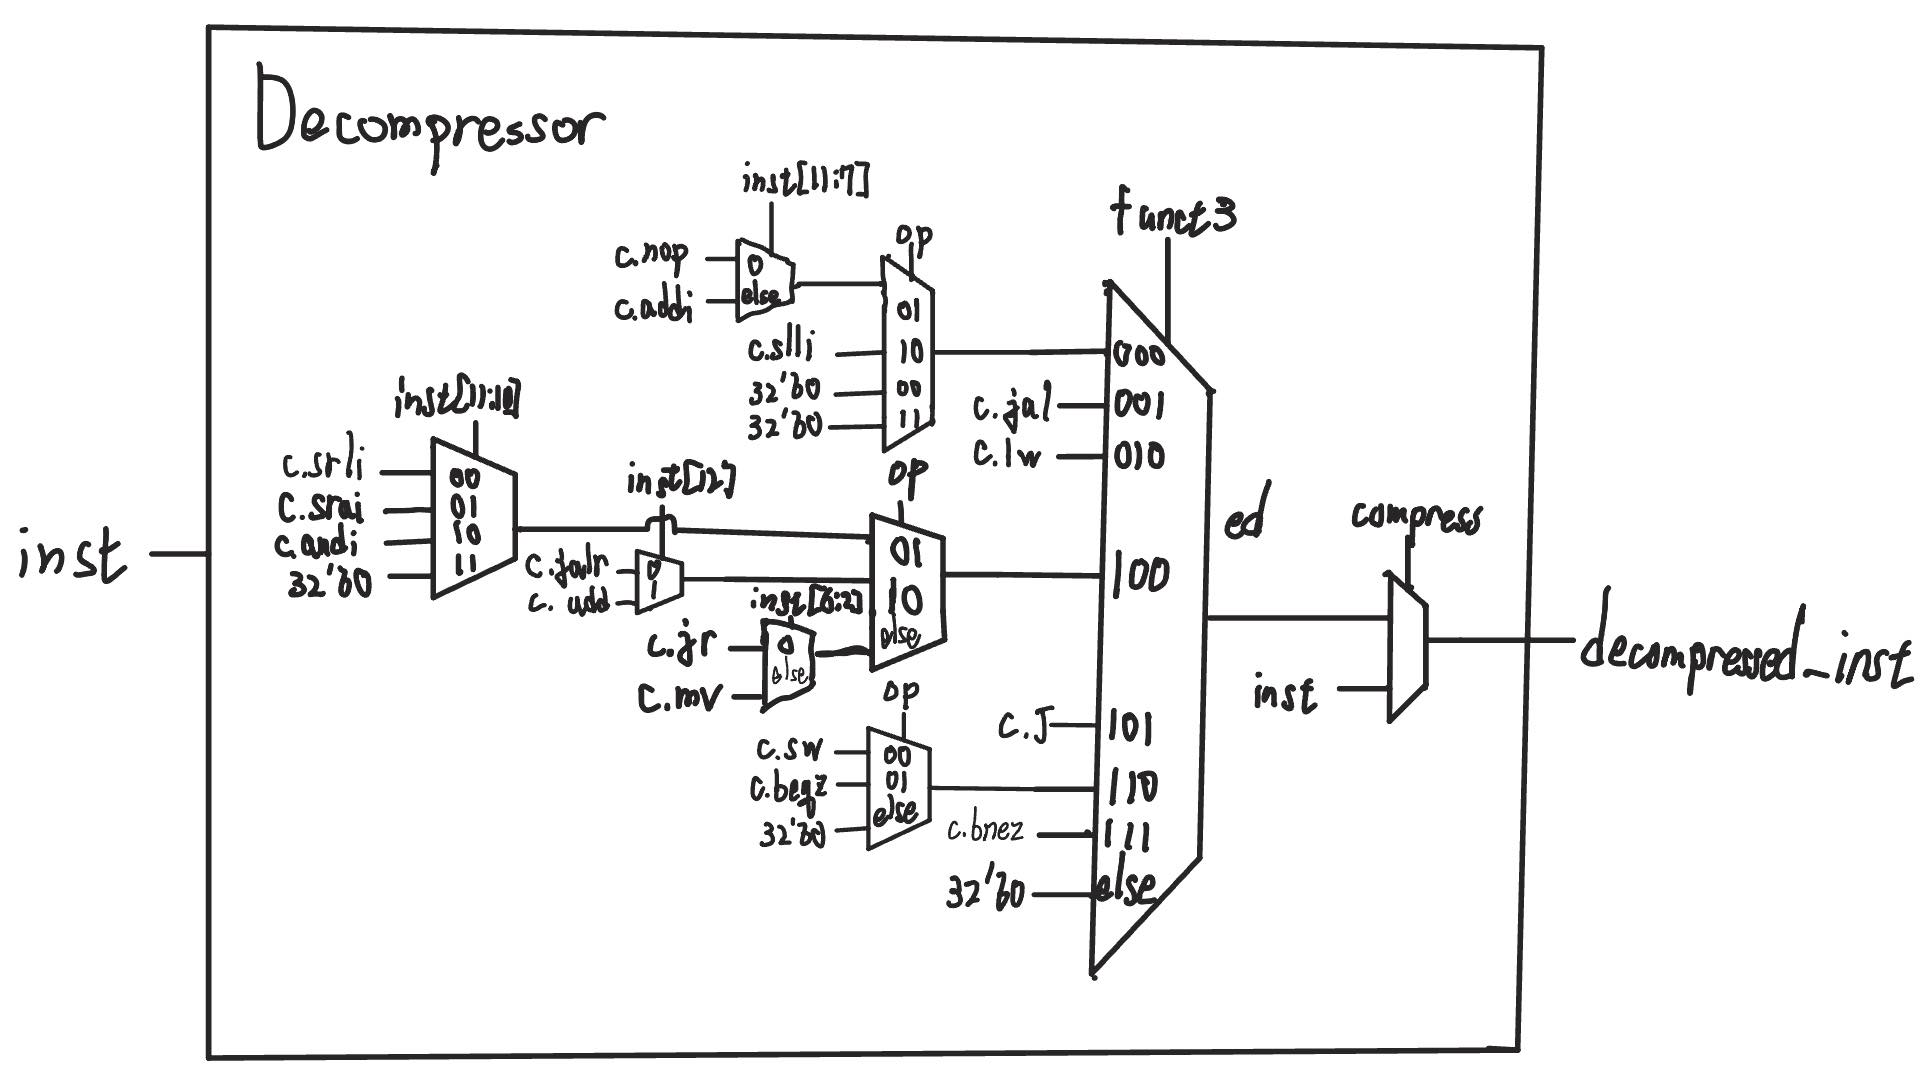 Decompressor
inst[11:7]
funct3
op
c.nop
0
c.addi
else
01
c.slli
10
000
32'b0
00
c.jal
001
32'b0
11
c.lw
010
inst[11:10]
c.srli
00
c.srai
01
c.andi
10
32'b0
11
inst[12]
op
ed
compress
inst
c.jalr
0
c.add
1
01
10
else
100
inst[6:2]
c.jr
0
c.mv
else
decompressed_inst
inst
op
c.J
101
c.sw
00
c.beqz
01
110
32'b0
else
c.bnez
111
32'b0
else